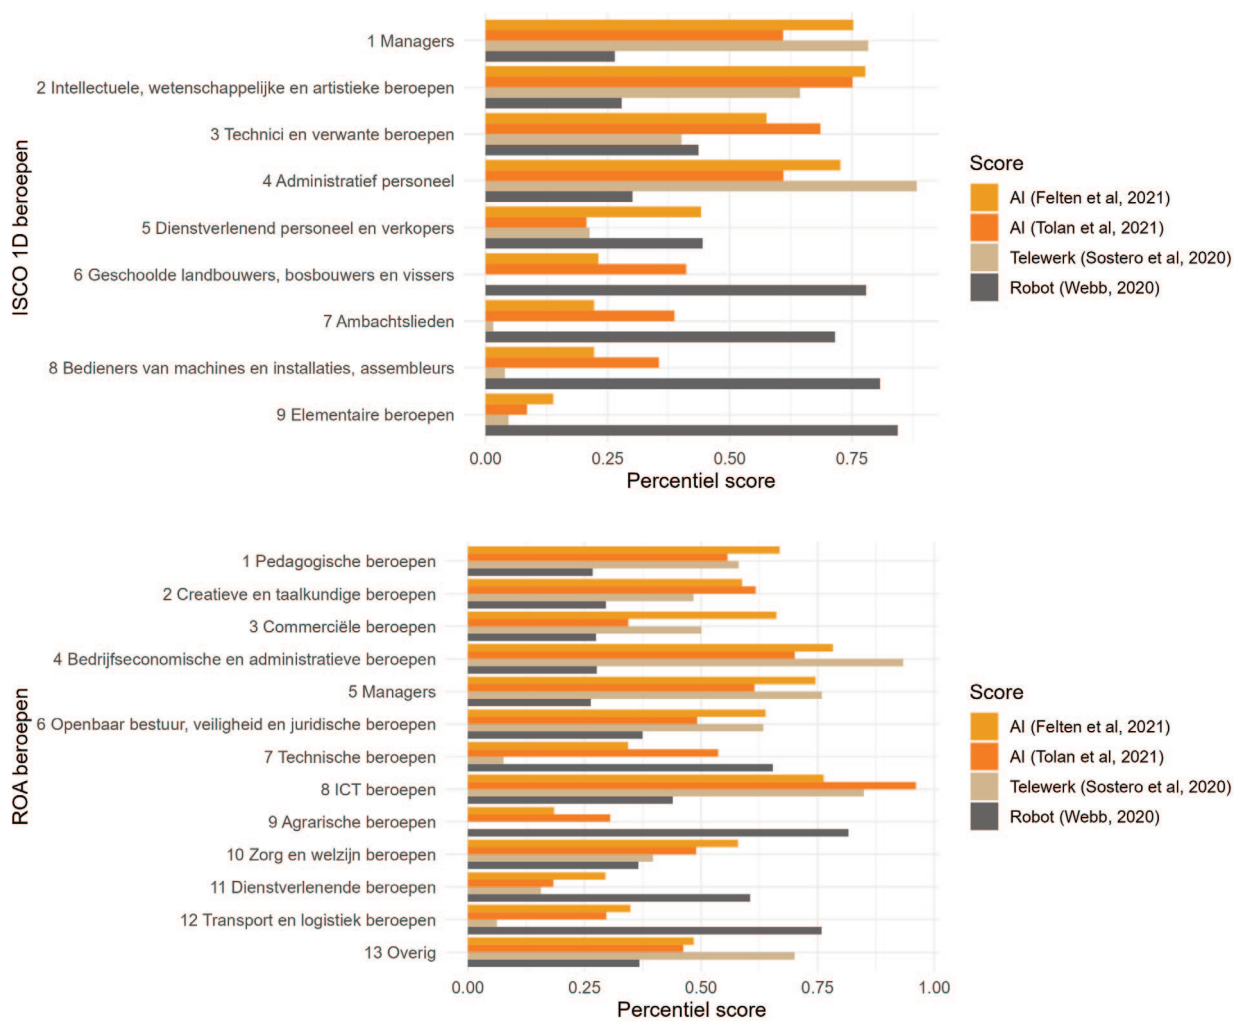 ISCO 1D beroepen
1 Managers
2 Intellectuele, wetenschappelijke en artistieke beroepen
3 Technici en verwante beroepen
4 Administratief personeel
5 Dienstverlenend personeel en verkopers
6 Geschoolde landbouwers, bosbouwers en vissers
7 Ambachtslieden
8 Bedieners van machines en installaties, assembleurs
9 Elementaire beroepen
0.00 0.25 0.50 0.75
Percentiel score
Score
AI (Felten et al, 2021)
AI (Tolan et al, 2021)
Telewerk (Sostero et al, 2020)
Robot (Webb, 2020)
ROA beroepen
1 Pedagogische beroepen
2 Creatieve en taalkundige beroepen
3 Commerciële beroepen
4 Bedrijfseconomische en administratieve beroepen
5 Managers
6 Openbaar bestuur, veiligheid en juridische beroepen
7 Technische beroepen
8 ICT beroepen
9 Agrarische beroepen
10 Zorg en welzijn beroepen
11 Dienstverlenende beroepen
12 Transport en logistiek beroepen
13 Overig
0.00 0.25 0.50 0.75 1.00
Percentiel score
Score
AI (Felten et al, 2021)
AI (Tolan et al, 2021)
Telewerk (Sostero et al, 2020)
Robot (Webb, 2020)